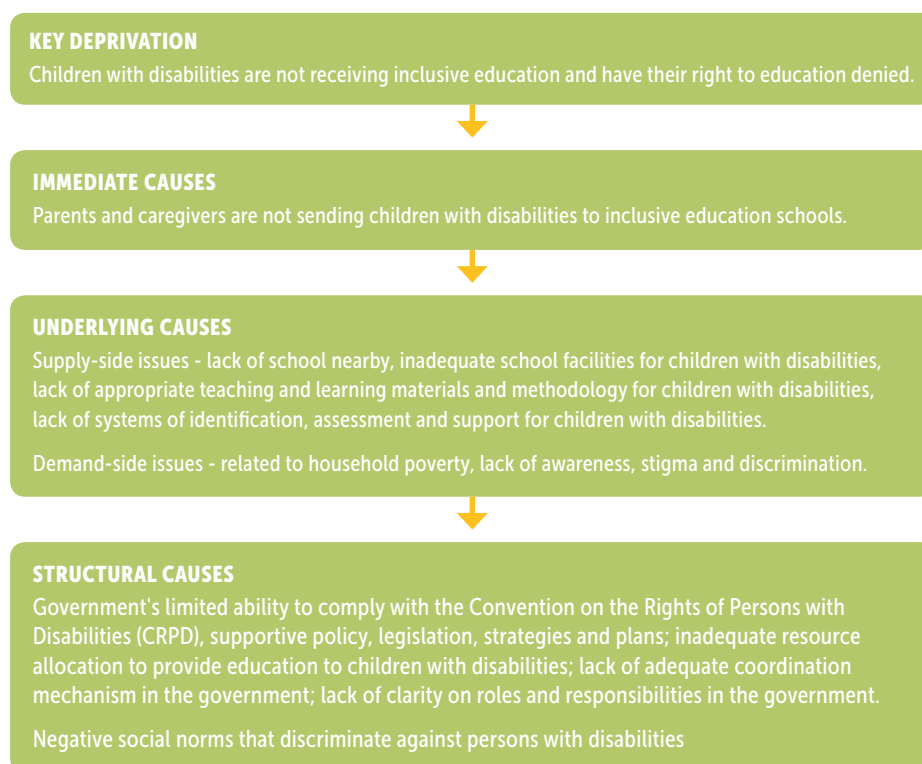 KEY DEPRIVATION
Children with disabilities are not receiving inclusive education and have their right to education denied.
IMMEDIATE CAUSES
Parents and caregivers are not sending children with disabilities to inclusive education schools.
UNDERLYING CAUSES
Supply-side issues - lack of school nearby, inadequate school facilities for children with disabilities,
lack of appropriate teaching and learning materials and methodology for children with disabilities,
lack of systems of identification, assessment and support for children with disabilities.
Demand-side issues - related to household poverty, lack of awareness, stigma and discrimination.
STRUCTURAL CAUSES
Government's limited ability to comply with the Convention on the Rights of Persons with
Disabilities (CRPD), supportive policy, legislation, strategies and plans; inadequate resource
allocation to provide education to children with disabilities; lack of adequate coordination
mechanism in the government; lack of clarity on roles and responsibilities in the government.
Negative social norms that discriminate against persons with disabilities